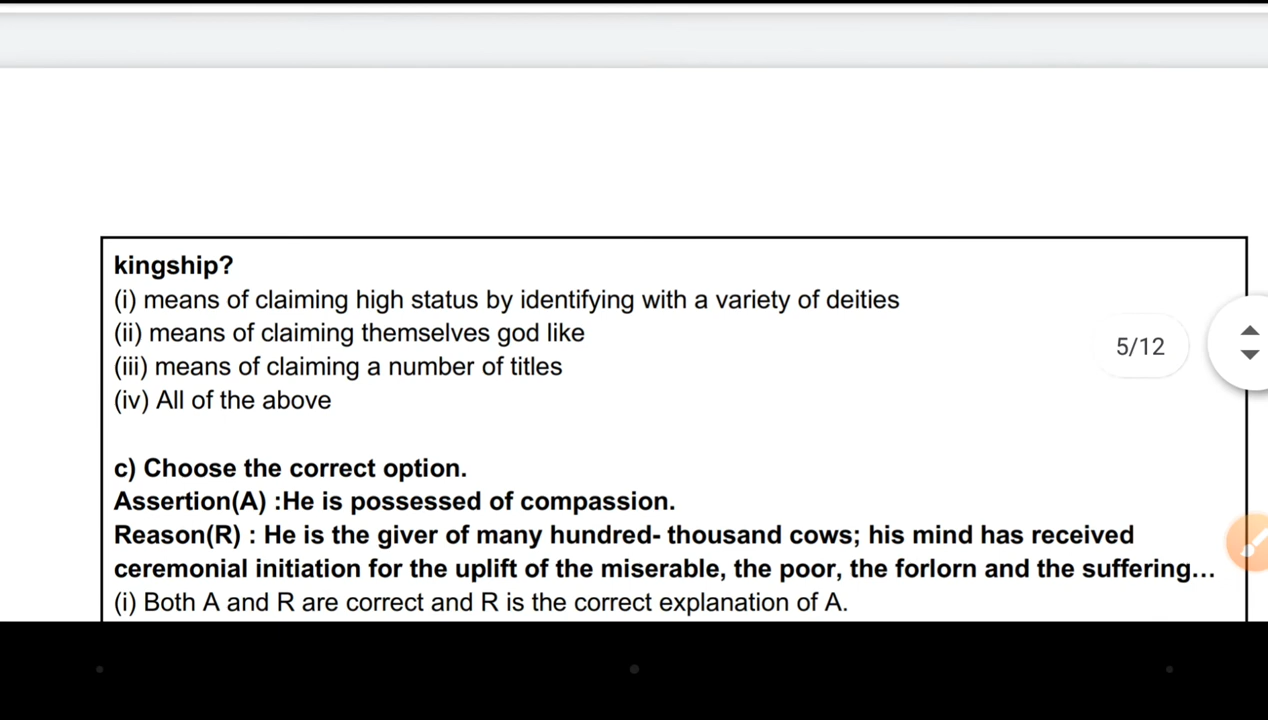 kingship?
(i) means of claiming high status by identifying with a variety of deities
(ii) means of claiming themselves god like
(iii) means of claiming a number of titles
(iv) All of the above
5/12
c) Choose the correct option.
Assertion(A) :He is possessed of compassion.
Reason(R) : He is the giver of many hundred- thousand cows; his mind has received
ceremonial initiation for the uplift of the miserable, the poor, the forlorn and the suffering...
(i) Both A and R are correct and R is the correct explanation of A.